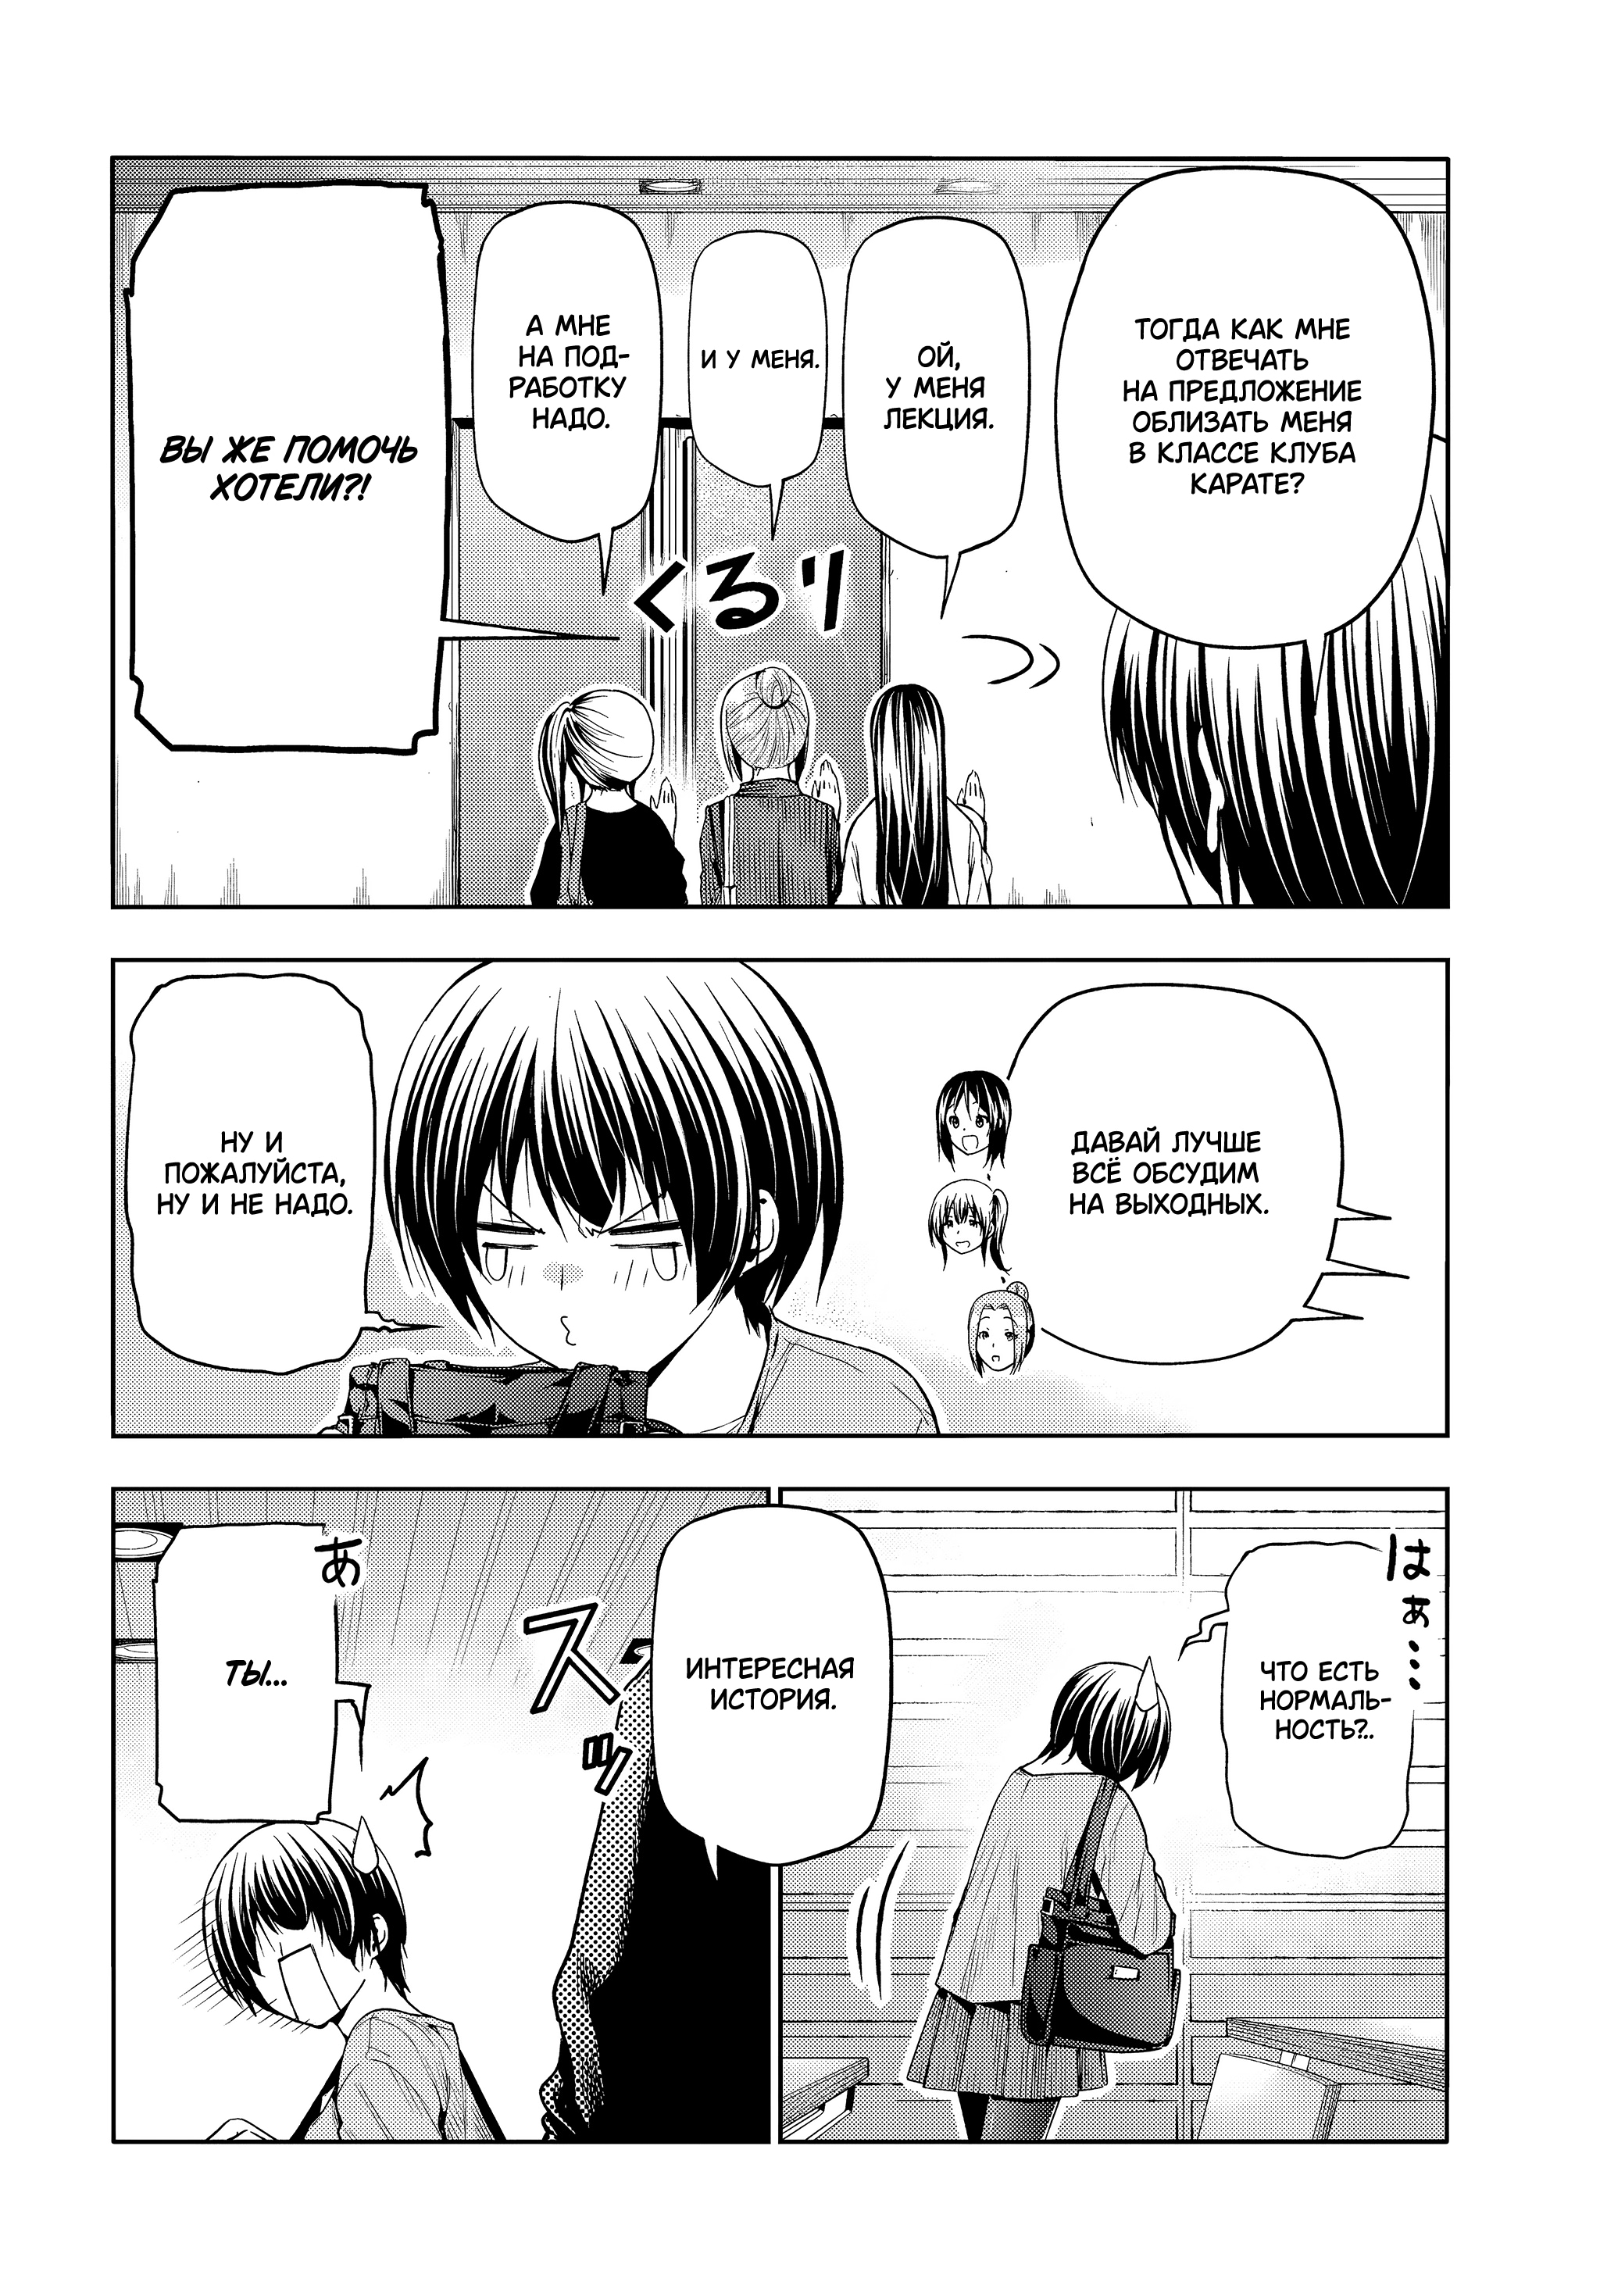 ТОГДА КАК МНЕ
ОТВЕЧАТЬ
НА ПРЕДЛОЖЕНИЕ
ОБЛИЗАТЬ МЕНЯ
В КЛАССЕ КЛУБА
КАРАТЕ?
ОЙ,
У МЕНЯ
ЛЕКЦИЯ.
И У МЕНЯ.
А МНЕ
НА ПОД-
РАБОТКУ
НАДО.
くるり
ВЫ ЖЕ ПОМОЧЬ
ХОТЕЛИ?!
ДАВАЙ ЛУЧШЕ
ВСЁ ОБСУДИМ
НА ВЫХОДНЫХ.
НУ И
ПОЖАЛУЙСТА,
НУ И НЕ НАДО.
はぁ…
ЧТО ЕСТЬ
НОРМАЛЬ-
НОСТЬ?..
ИНТЕРЕСНАЯ
ИСТОРИЯ.
スッ
あ
ТЫ...